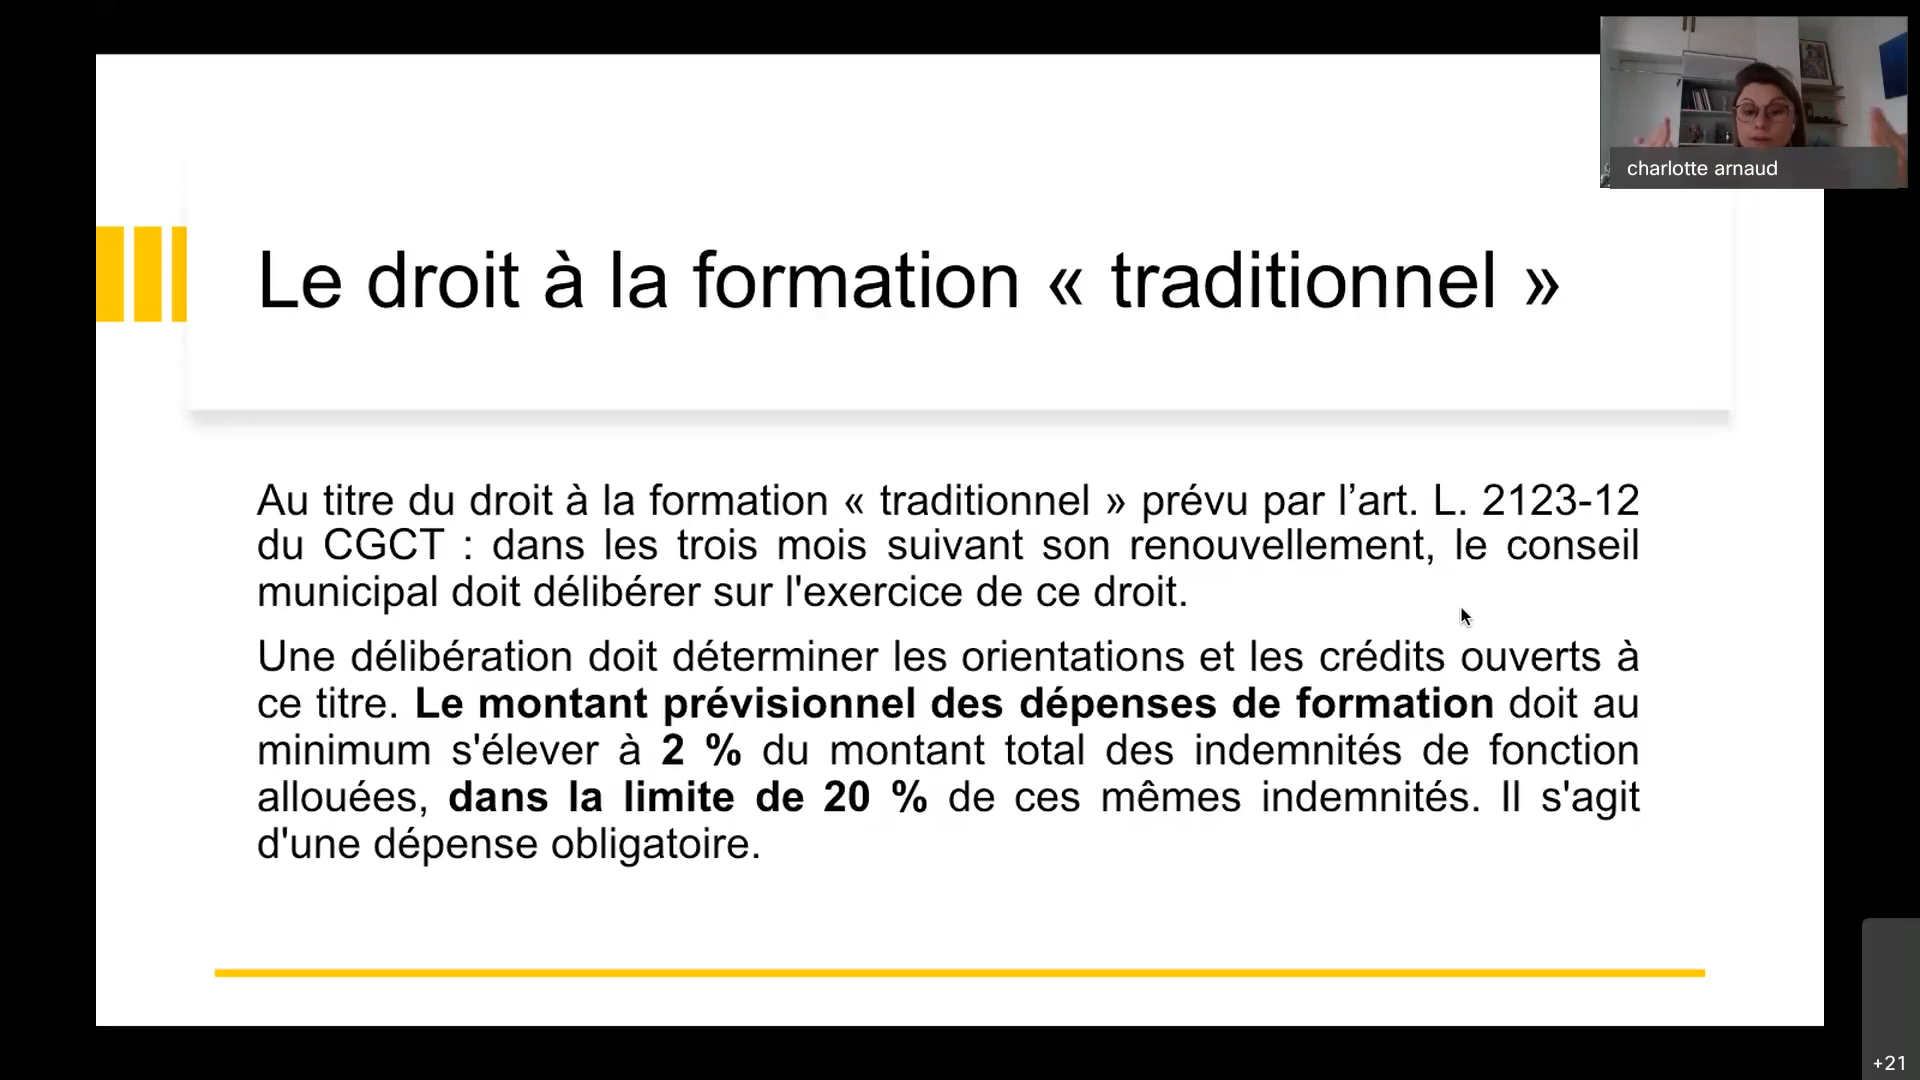 charlotte arnaud
Le droit à la formation « traditionnel »
Au titre du droit à la formation « traditionnel » prévu par l’art. L. 2123-12
du CGCT : dans les trois mois suivant son renouvellement, le conseil
municipal doit délibérer sur l'exercice de ce droit.
Une délibération doit déterminer les orientations et les crédits ouverts à
ce titre. Le montant prévisionnel des dépenses de formation doit au
minimum s'élever à 2 % du montant total des indemnités de fonction
allouées, dans la limite de 20 % de ces mêmes indemnités. Il s'agit
d'une dépense obligatoire.
+21